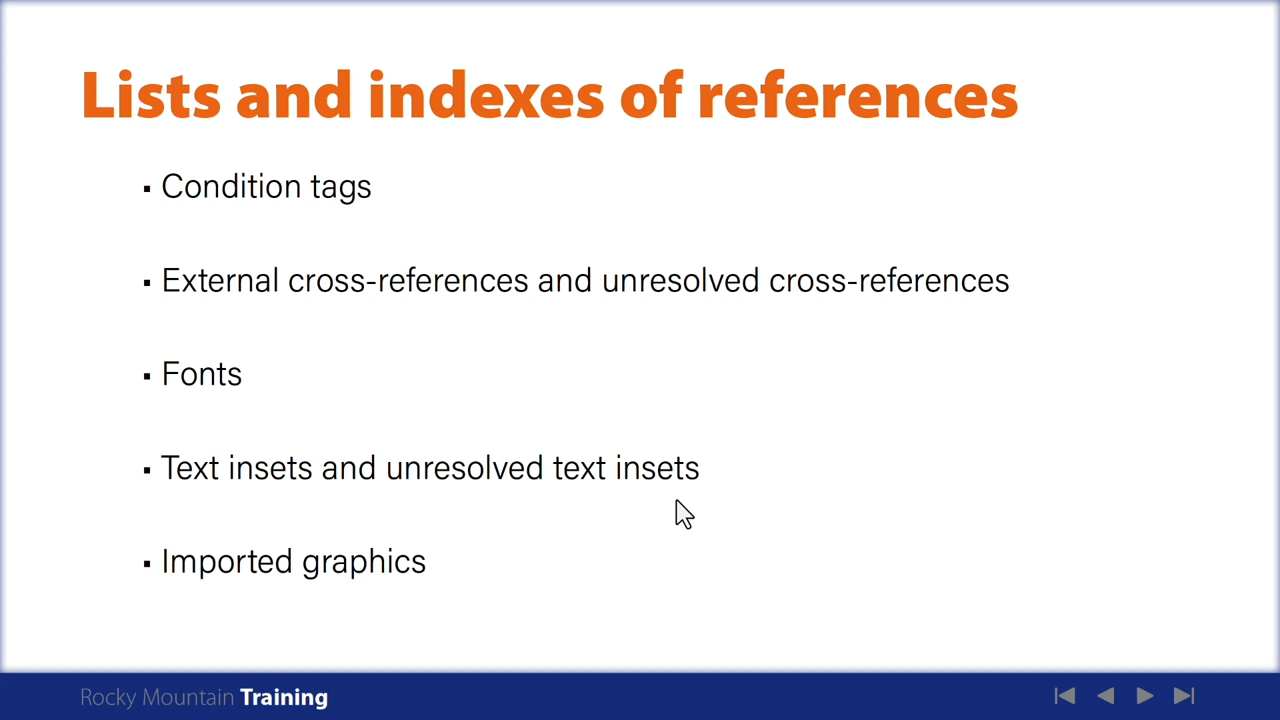 Lists and indexes of references
▪ Condition tags
▪ External cross-references and unresolved cross-references
▪ Fonts
▪ Text insets and unresolved text insets
▪ Imported graphics
Rocky Mountain Training